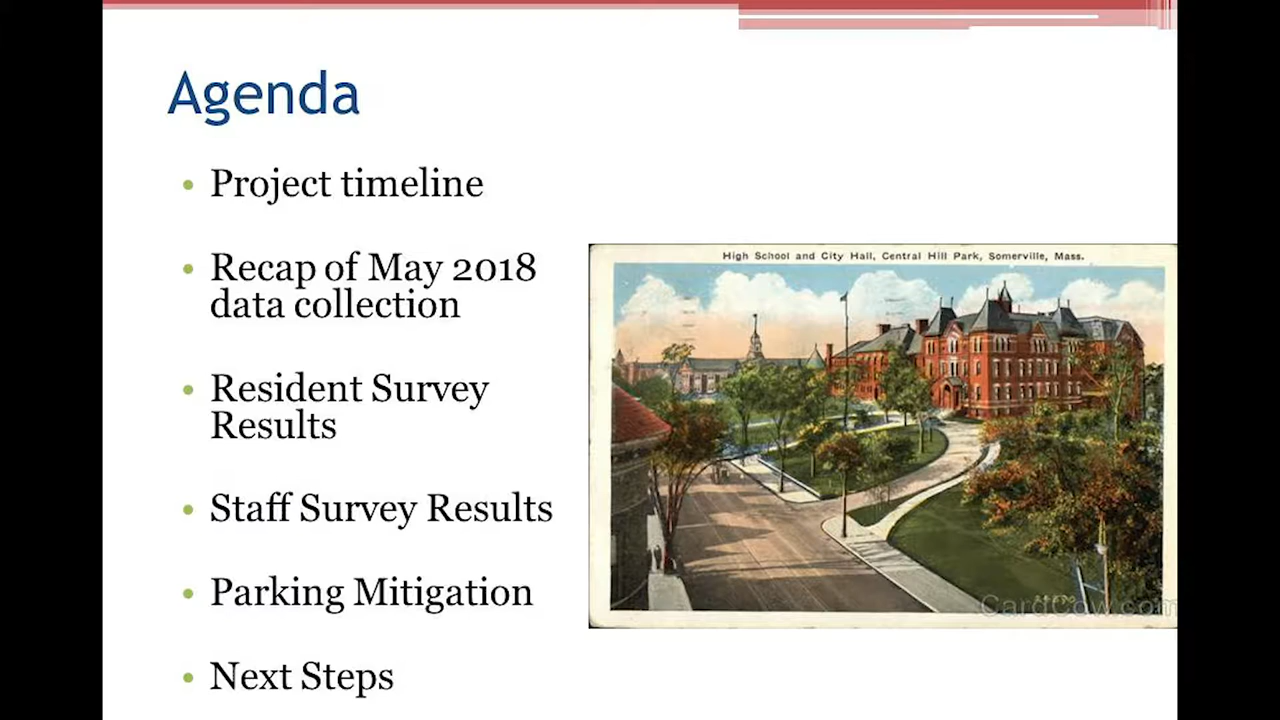 Agenda
• Project timeline
• Recap of May 2018
data collection
• Resident Survey
Results
• Staff Survey Results
• Parking Mitigation
• Next Steps
High School and City Hall, Central Hill Park, Somerville, Mass.
CardCow.com